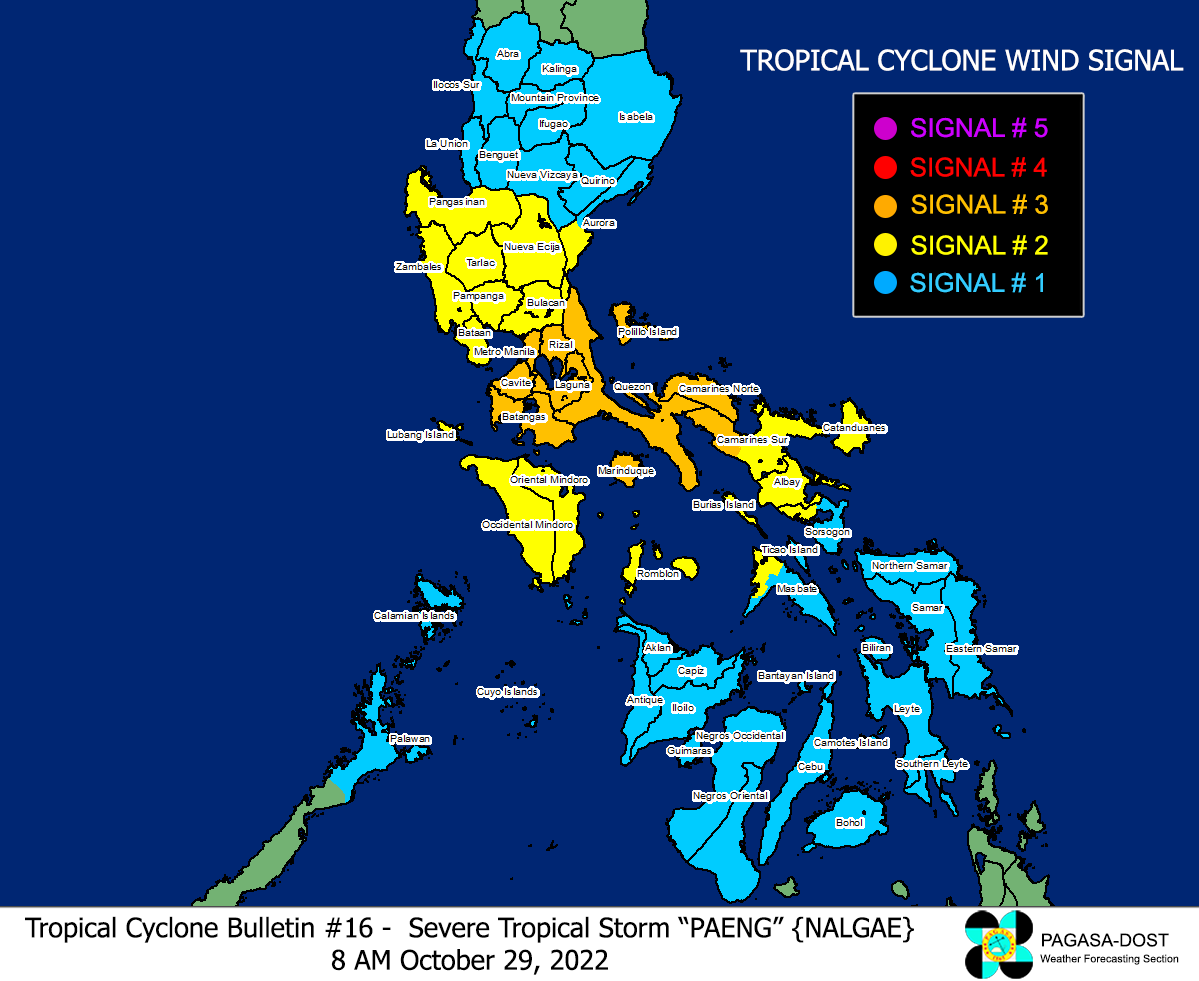 TROPICAL CYCLONE WIND SIGNAL
SIGNAL # 5
SIGNAL # 4
SIGNAL # 3
SIGNAL # 2
SIGNAL # 1
Abra
Kalinga
Ilocos Sur
Mountain Province
Isabela
Ifugao
La Union
Benguet
Nueva Vizcaya
Quirino
Pangasinan
Aurora
Nueva Ecija
Zambales
Tarlac
Pampanga
Bulacan
Bataan
Polillo Island
Metro Manila
Rizal
Cavite
Laguna
Quezon
Camarines Norte
Batangas
Lubang Island
Catanduanes
Camarines Sur
Marinduque
Oriental Mindoro
Albay
Burias Island
Occidental Mindoro
Sorsogon
Ticao Island
Romblon
Masbate
Northern Samar
Calamian Islands
Samar
Aklan
Biliran
Eastern Samar
Capiz
Bantayan Island
Cuyo Islands
Antique
Iloilo
Leyte
Palawan
Negros Occidental
Guimaras
Camotes Island
Cebu
Southern Leyte
Negros Oriental
Bohol
Tropical Cyclone Bulletin #16 - Severe Tropical Storm “PAENG” {NALGAE}
8 AM October 29, 2022
PAGASA-DOST
Weather Forecasting Section